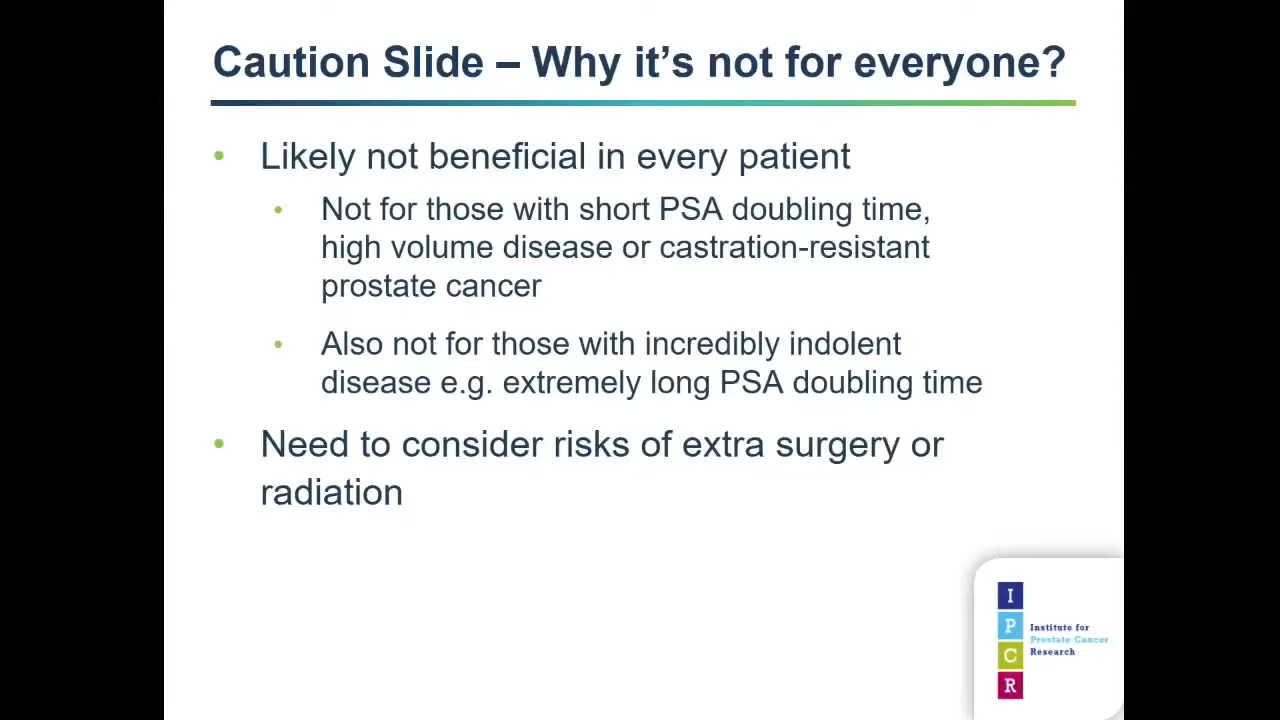 Caution Slide – Why it’s not for everyone?
• Likely not beneficial in every patient
• Not for those with short PSA doubling time,
high volume disease or castration-resistant
prostate cancer
• Also not for those with incredibly indolent
disease e.g. extremely long PSA doubling time
• Need to consider risks of extra surgery or
radiation
I
P
C
R
Institute for
Prostate Cancer
Research